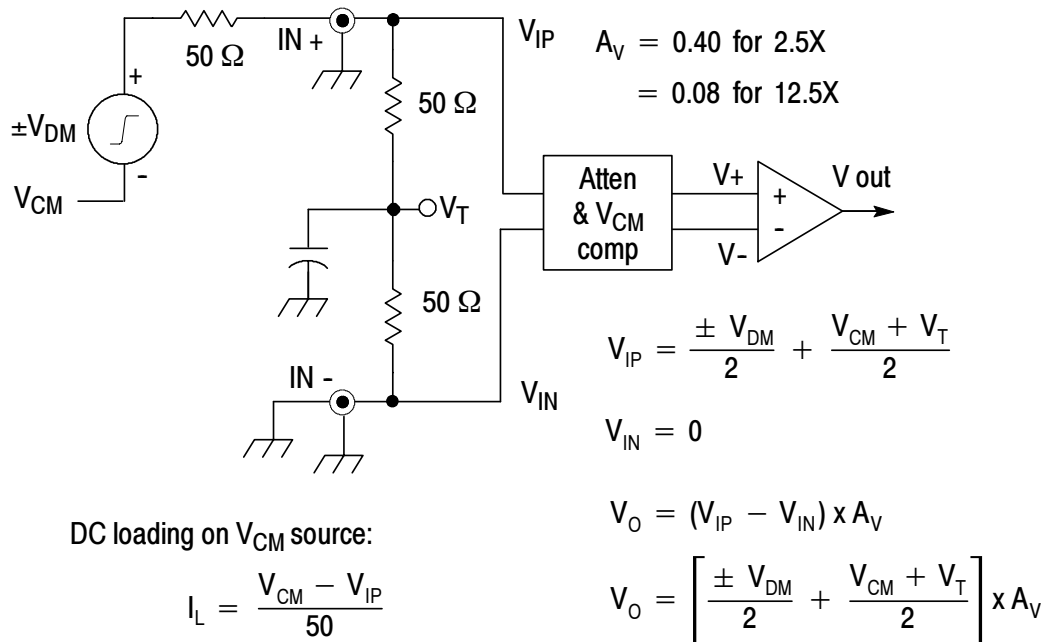 50 Ω
IN +
V_IP
A_V = 0.40 for 2.5X
= 0.08 for 12.5X
50 Ω
+
±V_DM
-
V_CM
V_T
Atten
& V_CM
comp
V+
V-
+
-
V out
50 Ω
IN -
V_IN
V_IP = ± V_DM / 2 + V_CM + V_T / 2
V_IN = 0
V_O = (V_IP − V_IN) x A_V
V_O = [ ± V_DM / 2 + V_CM + V_T / 2 ] x A_V
DC loading on V_CM source:
I_L = V_CM − V_IP / 50